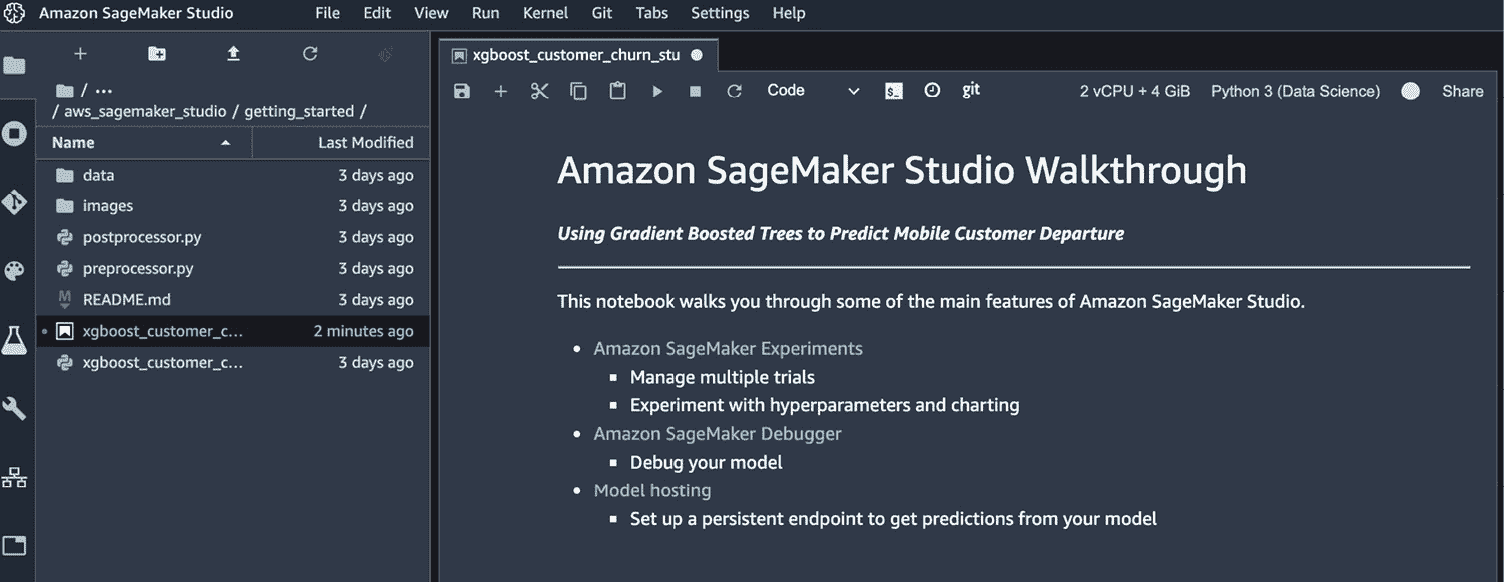 Amazon SageMaker Studio File Edit View Run Kernel Git Tabs Settings Help
/ ...
/ aws_sagemaker_studio / getting_started /
Name Last Modified
data 3 days ago
images 3 days ago
postprocessor.py 3 days ago
preprocessor.py 3 days ago
README.md 3 days ago
xgboost_customer_c... 2 minutes ago
xgboost_customer_c... 3 days ago
xgboost_customer_churn_stu
Code $_ git 2 vCPU + 4 GiB Python 3 (Data Science) Share
Amazon SageMaker Studio Walkthrough
Using Gradient Boosted Trees to Predict Mobile Customer Departure
This notebook walks you through some of the main features of Amazon SageMaker Studio.
• Amazon SageMaker Experiments
▪ Manage multiple trials
▪ Experiment with hyperparameters and charting
• Amazon SageMaker Debugger
▪ Debug your model
• Model hosting
▪ Set up a persistent endpoint to get predictions from your model